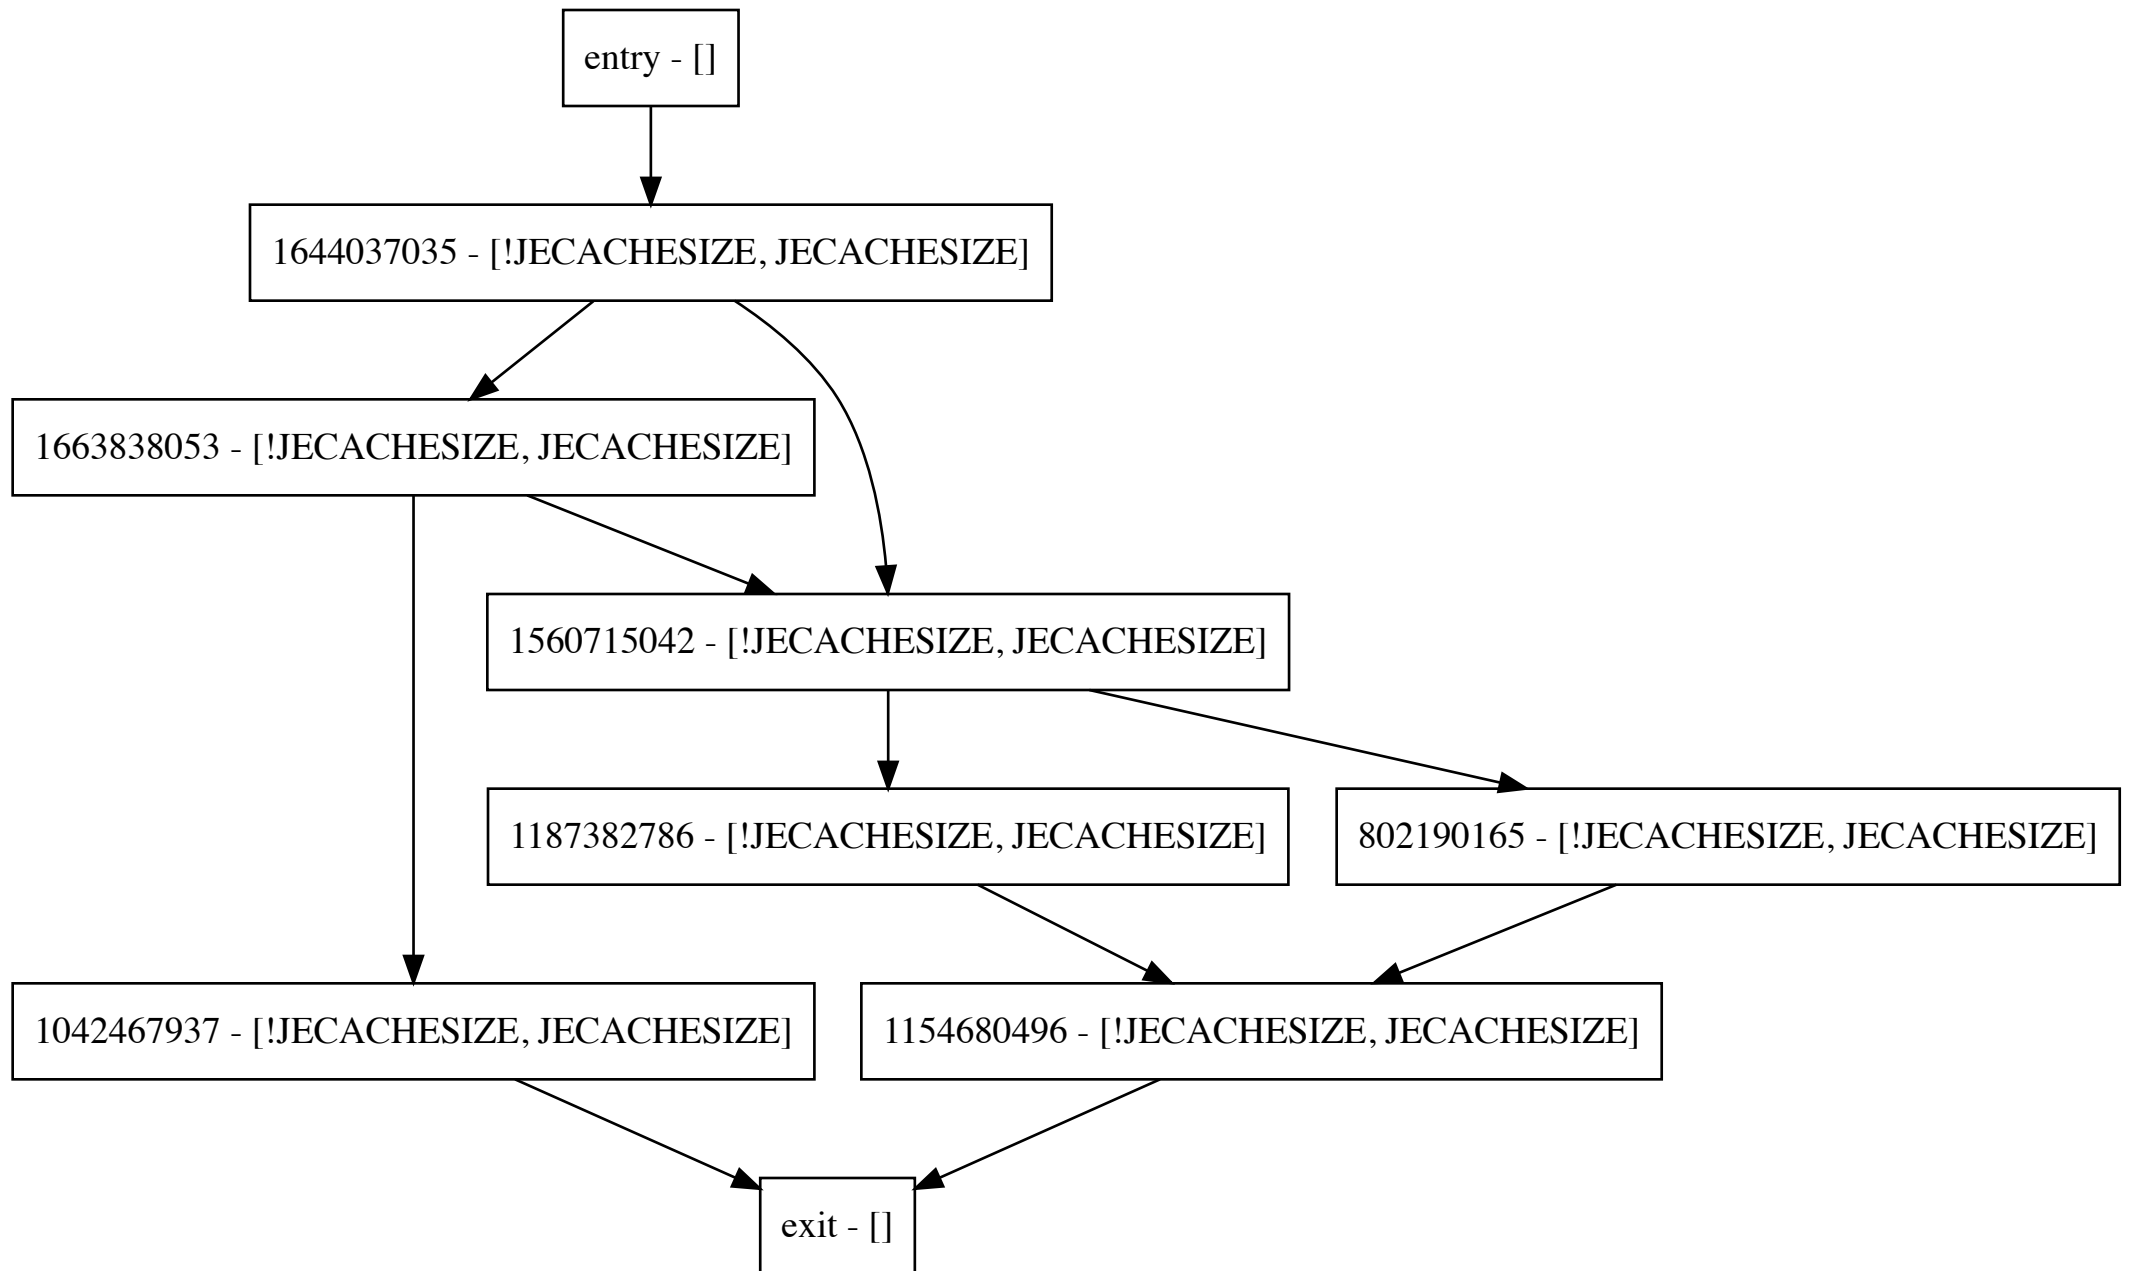 entry - []
1644037035 - [!JECACHESIZE, JECACHESIZE]
1663838053 - [!JECACHESIZE, JECACHESIZE]
1560715042 - [!JECACHESIZE, JECACHESIZE]
1187382786 - [!JECACHESIZE, JECACHESIZE]
802190165 - [!JECACHESIZE, JECACHESIZE]
1042467937 - [!JECACHESIZE, JECACHESIZE]
1154680496 - [!JECACHESIZE, JECACHESIZE]
exit - []